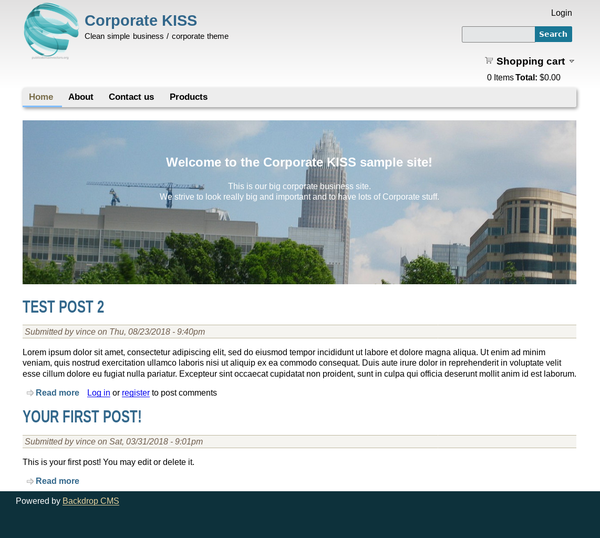 Corporate KISS
Clean simple business / corporate theme
Login
Search
Shopping cart
0 Items Total: $0.00
Home About Contact us Products
Welcome to the Corporate KISS sample site!
This is our big corporate business site.
We strive to look really big and important and to have lots of Corporate stuff.
TEST POST 2
Submitted by vince on Thu, 08/23/2018 - 9:40pm
Lorem ipsum dolor sit amet, consectetur adipiscing elit, sed do eiusmod tempor incididunt ut labore et dolore magna aliqua. Ut enim ad minim
veniam, quis nostrud exercitation ullamco laboris nisi ut aliquip ex ea commodo consequat. Duis aute irure dolor in reprehenderit in voluptate velit
esse cillum dolore eu fugiat nulla pariatur. Excepteur sint occaecat cupidatat non proident, sunt in culpa qui officia deserunt mollit anim id est laborum.
Read more Log in or register to post comments
YOUR FIRST POST!
Submitted by vince on Sat, 03/31/2018 - 9:01pm
This is your first post! You may edit or delete it.
Read more
Powered by Backdrop CMS